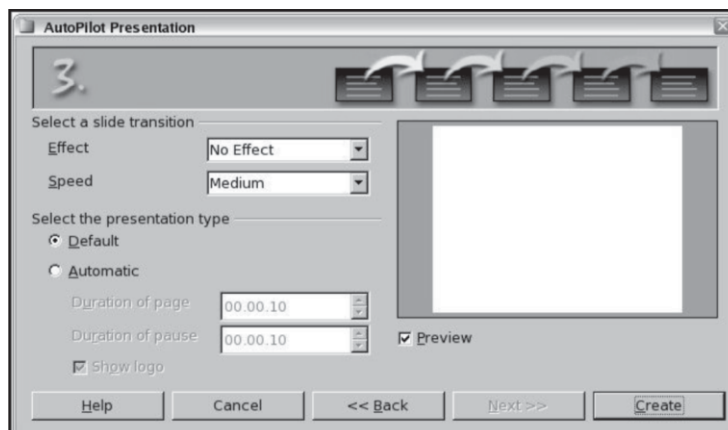 AutoPilot Presentation
3.
Select a slide transition
Effect No Effect
Speed Medium
Select the presentation type
Default
Automatic
Duration of page 00.00.10
Duration of pause 00.00.10
Show logo
Preview
Help Cancel << Back Next >> Create